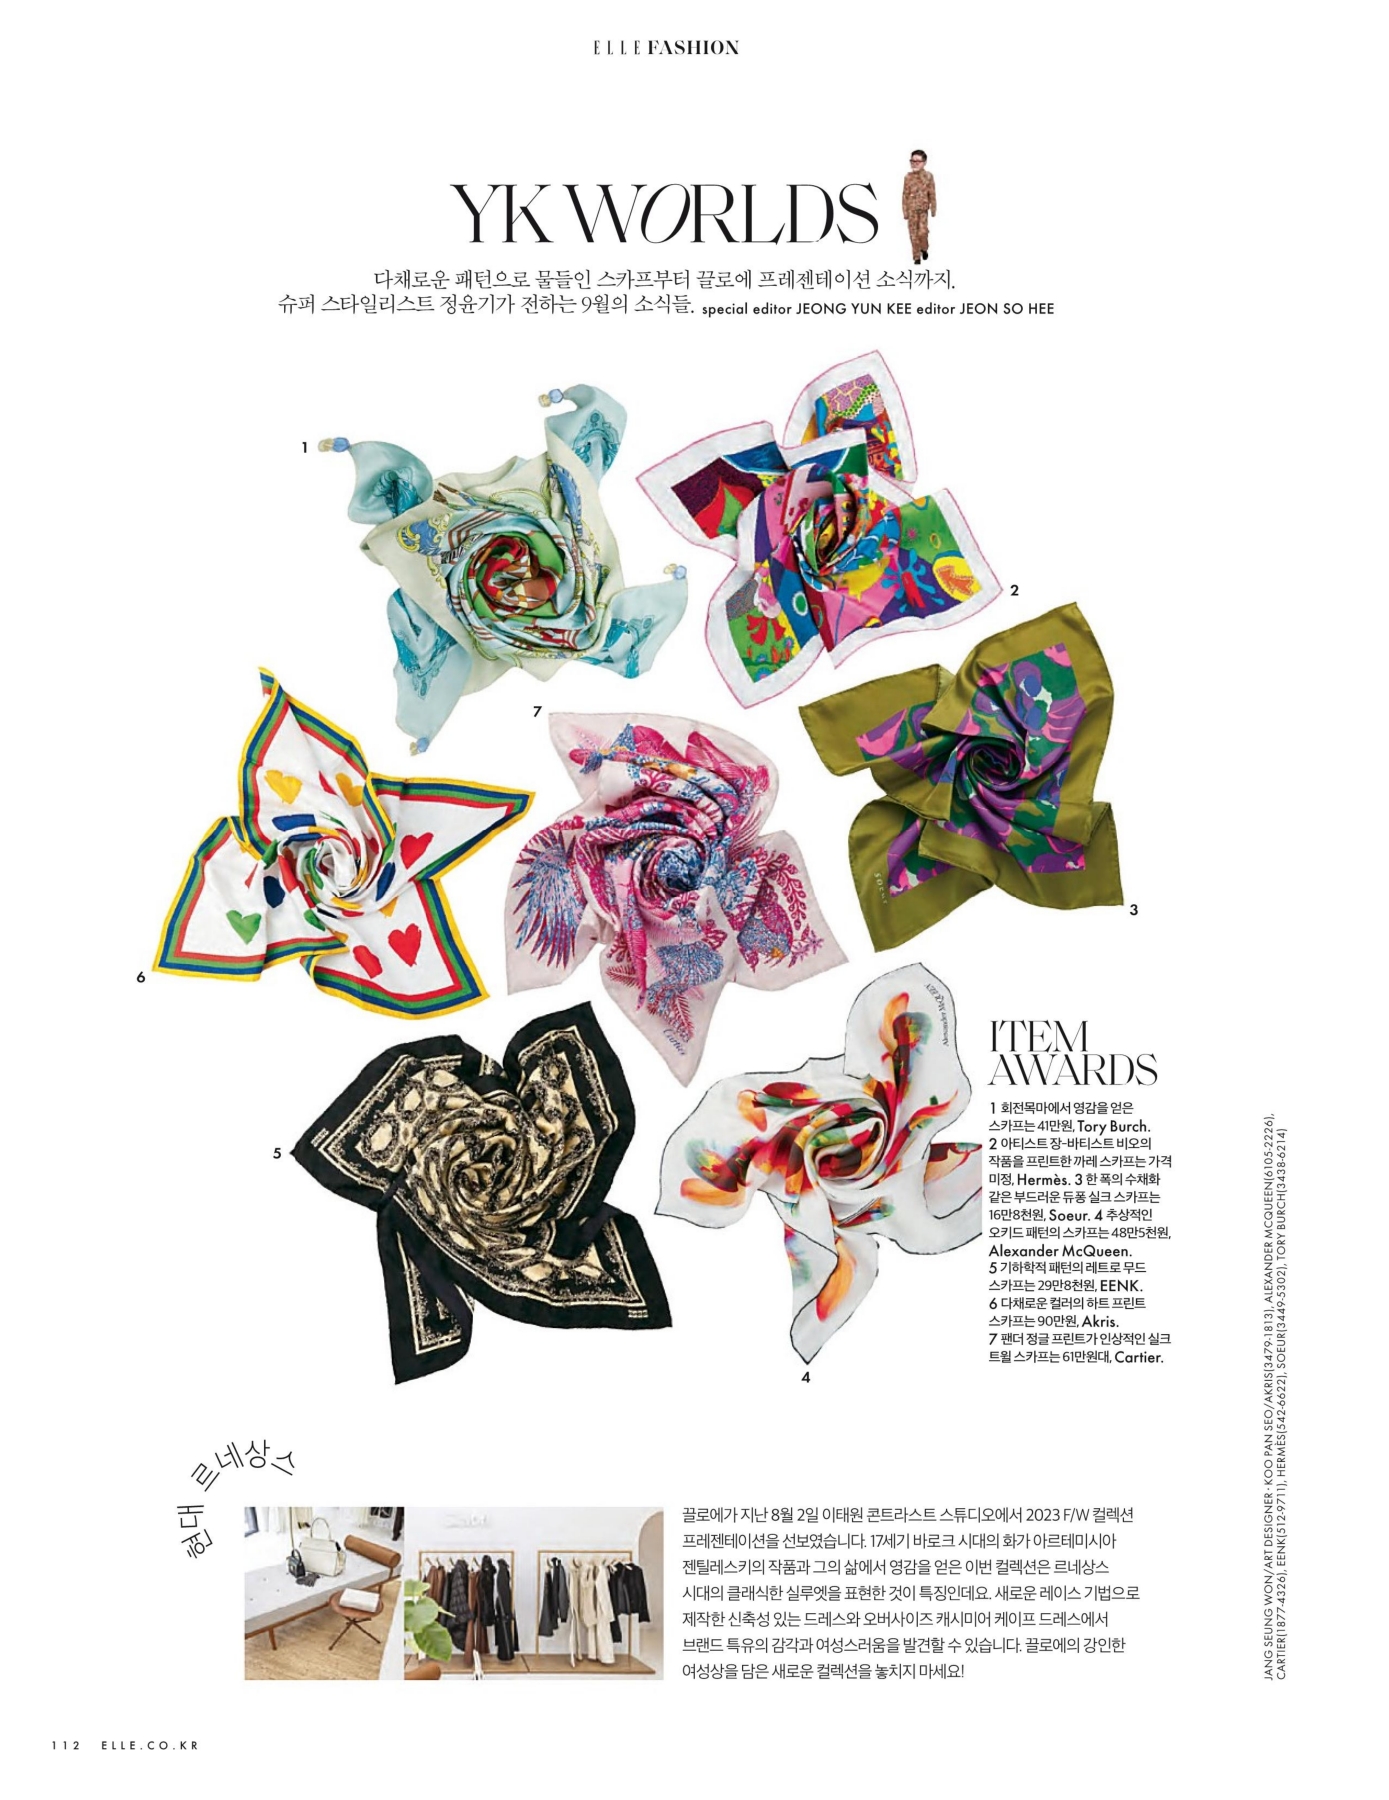 ELLE FASHION
YK WORLDS
다채로운 패턴으로 물들인 스카프부터 끌로에 프레젠테이션 소식까지.
슈퍼 스타일리스트 정윤기가 전하는 9월의 소식들. special editor JEONG YUN KEE editor JEON SO HEE
1
2
7
3
SOEUR
6
Cartier
Alexander McQUEEN
5
4
ITEM
AWARDS
1 회전목마에서 영감을 얻은
스카프는 41만원, Tory Burch.
2 아티스트 장-바티스트 비오의
작품을 프린트한 까레 스카프는 가격
미정, Hermès. 3 한 폭의 수채화
같은 부드러운 듀퐁 실크 스카프는
16만8천원, Soeur. 4 추상적인
오키드 패턴의 스카프는 48만5천원,
Alexander McQueen.
5 기하학적 패턴의 레트로 무드
스카프는 29만8천원, EENK.
6 다채로운 컬러의 하트 프린트
스카프는 90만원, Akris.
7 팬더 정글 프린트가 인상적인 실크
트윌 스카프는 61만원대, Cartier.
현대 르네상스
끌로에가 지난 8월 2일 이태원 콘트라스트 스튜디오에서 2023 F/W 컬렉션
프레젠테이션을 선보였습니다. 17세기 바로크 시대의 화가 아르테미시아
젠틸레스키의 작품과 그의 삶에서 영감을 얻은 이번 컬렉션은 르네상스
시대의 클래식한 실루엣을 표현한 것이 특징인데요. 새로운 레이스 기법으로
제작한 신축성 있는 드레스와 오버사이즈 캐시미어 케이프 드레스에서
브랜드 특유의 감각과 여성스러움을 발견할 수 있습니다. 끌로에의 강인한
여성상을 담은 새로운 컬렉션을 놓치지 마세요!
JANG SEUNG WON/ART DESIGNER · KOO PAN SEO/AKRIS(3479-1813), ALEXANDER MCQUEEN(6105-2226),
CARTIER(1877-4326), EENK(512-9711), HERMÈS(542-6622), SOEUR(3449-5302), TORY BURCH(3438-6214)
112 ELLE.CO.KR